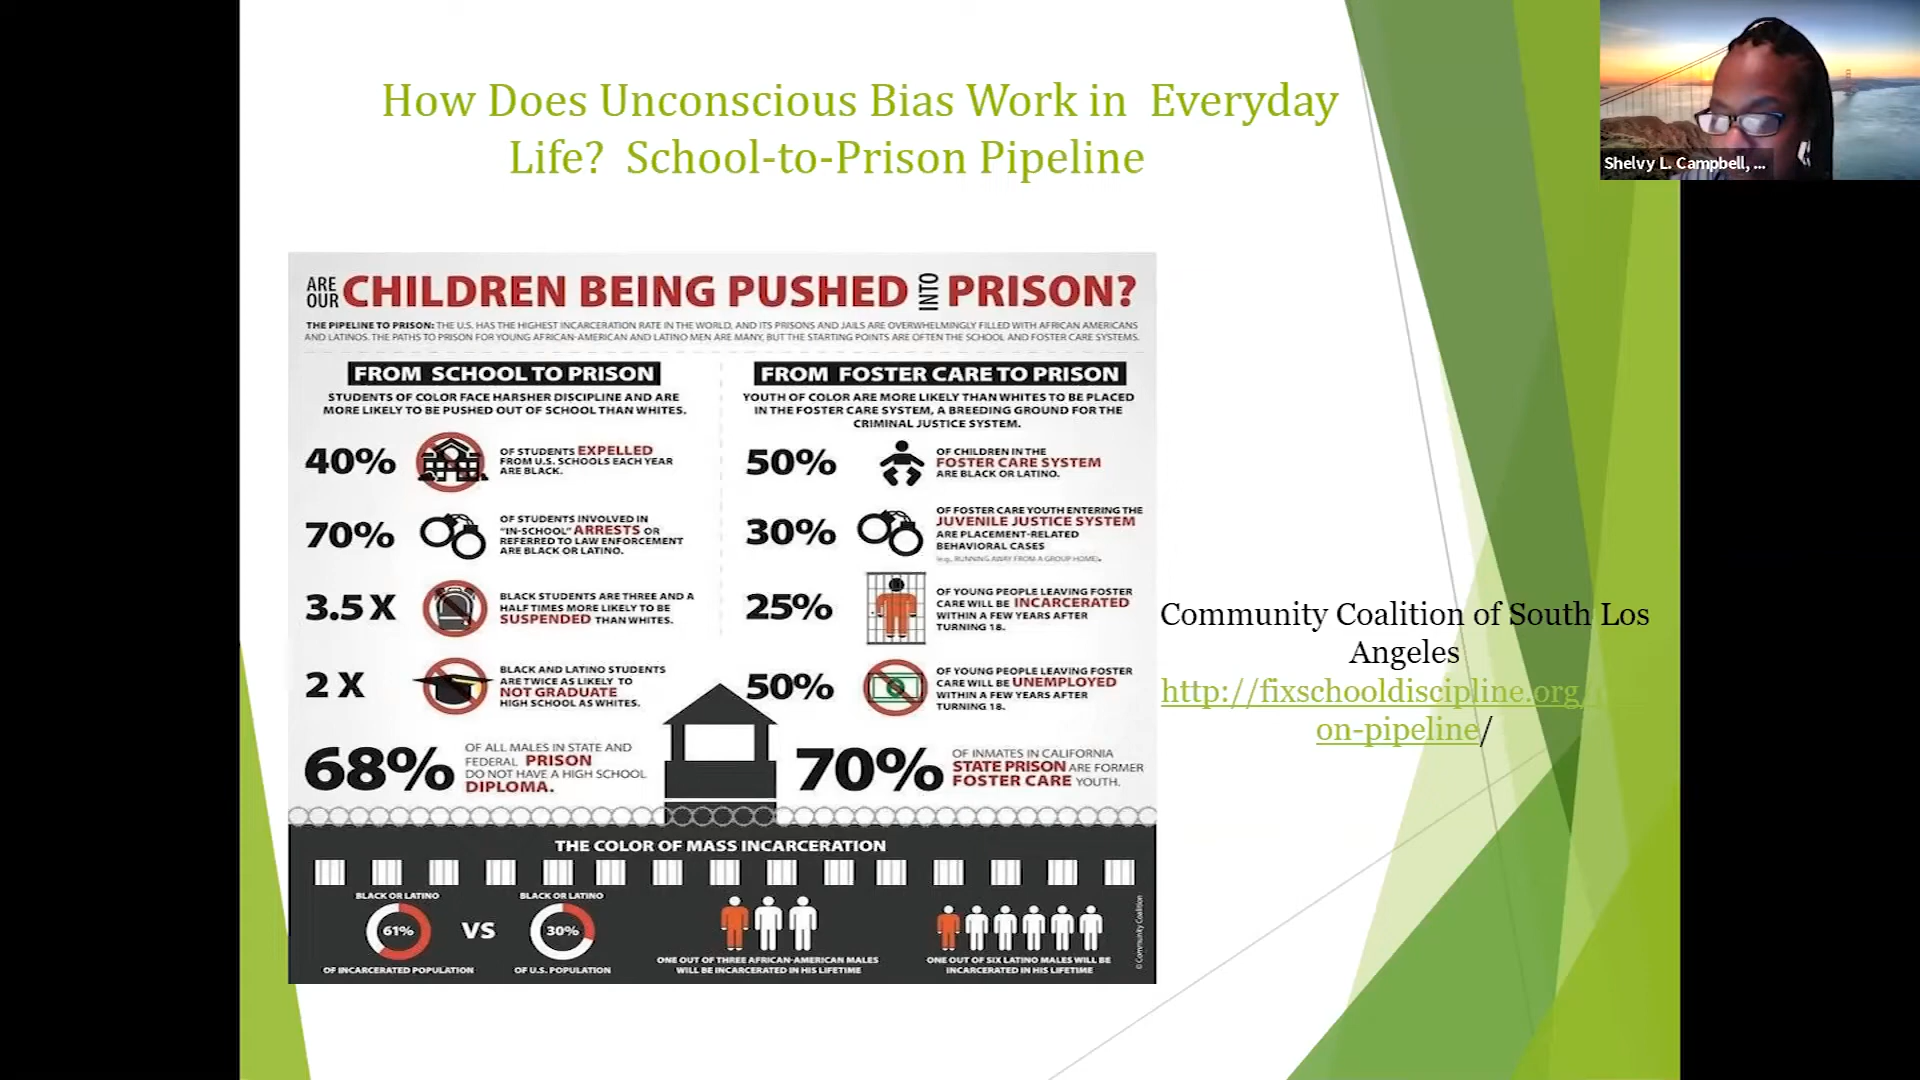 How Does Unconscious Bias Work in Everyday
Life? School-to-Prison Pipeline
Shelvy L. Campbell, ...
ARE OUR CHILDREN BEING PUSHED INTO PRISON?
THE PIPELINE TO PRISON: THE U.S. HAS THE HIGHEST INCARCERATION RATE IN THE WORLD, AND ITS PRISONS AND JAILS ARE OVERWHELMINGLY FILLED WITH AFRICAN AMERICANS
AND LATINOS. THE PATHS TO PRISON FOR YOUNG AFRICAN-AMERICAN AND LATINO MEN ARE MANY, BUT THE STARTING POINTS ARE OFTEN THE SCHOOL AND FOSTER CARE SYSTEMS.
FROM SCHOOL TO PRISON
STUDENTS OF COLOR FACE HARSHER DISCIPLINE AND ARE
MORE LIKELY TO BE PUSHED OUT OF SCHOOL THAN WHITES.
40%
OF STUDENTS EXPELLED
FROM U.S. SCHOOLS EACH YEAR
ARE BLACK.
70%
OF STUDENTS INVOLVED IN
"IN-SCHOOL" ARRESTS OR
REFERRED TO LAW ENFORCEMENT
ARE BLACK OR LATINO.
3.5 X
BLACK STUDENTS ARE THREE AND A
HALF TIMES MORE LIKELY TO BE
SUSPENDED THAN WHITES.
2 X
BLACK AND LATINO STUDENTS
ARE TWICE AS LIKELY TO
NOT GRADUATE
HIGH SCHOOL AS WHITES.
68%
OF ALL MALES IN STATE AND
FEDERAL PRISON
DO NOT HAVE A HIGH SCHOOL
DIPLOMA.
FROM FOSTER CARE TO PRISON
YOUTH OF COLOR ARE MORE LIKELY THAN WHITES TO BE PLACED
IN THE FOSTER CARE SYSTEM, A BREEDING GROUND FOR THE
CRIMINAL JUSTICE SYSTEM.
50%
OF CHILDREN IN THE
FOSTER CARE SYSTEM
ARE BLACK OR LATINO.
30%
OF FOSTER CARE YOUTH ENTERING THE
JUVENILE JUSTICE SYSTEM
ARE PLACEMENT-RELATED
BEHAVIORAL CASES
(e.g., RUNNING AWAY FROM A GROUP HOME).
25%
OF YOUNG PEOPLE LEAVING FOSTER
CARE WILL BE INCARCERATED
WITHIN A FEW YEARS AFTER
TURNING 18.
50%
OF YOUNG PEOPLE LEAVING FOSTER
CARE WILL BE UNEMPLOYED
WITHIN A FEW YEARS AFTER
TURNING 18.
70%
OF INMATES IN CALIFORNIA
STATE PRISON ARE FORMER
FOSTER CARE YOUTH.
THE COLOR OF MASS INCARCERATION
BLACK OR LATINO
61%
OF INCARCERATED POPULATION
VS
BLACK OR LATINO
30%
OF U.S. POPULATION
ONE OUT OF THREE AFRICAN-AMERICAN MALES
WILL BE INCARCERATED IN HIS LIFETIME
ONE OUT OF SIX LATINO MALES WILL BE
INCARCERATED IN HIS LIFETIME
© Community Coalition
Community Coalition of South Los
Angeles
http://fixschooldiscipline.org/
on-pipeline/